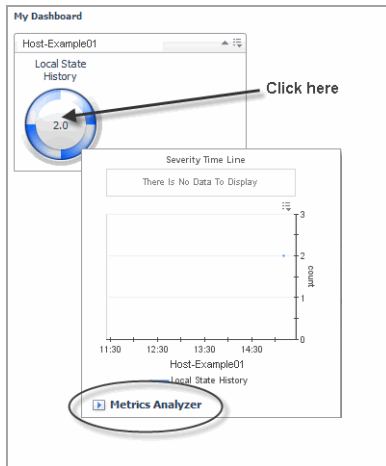 My Dashboard
Host-Example01
Local State
History
Click here
2.0
Severity Time Line
There Is No Data To Display
3
2
count
1
11:30 12:30 13:30 14:30
Host-Example01
Local State History
Metrics Analyzer